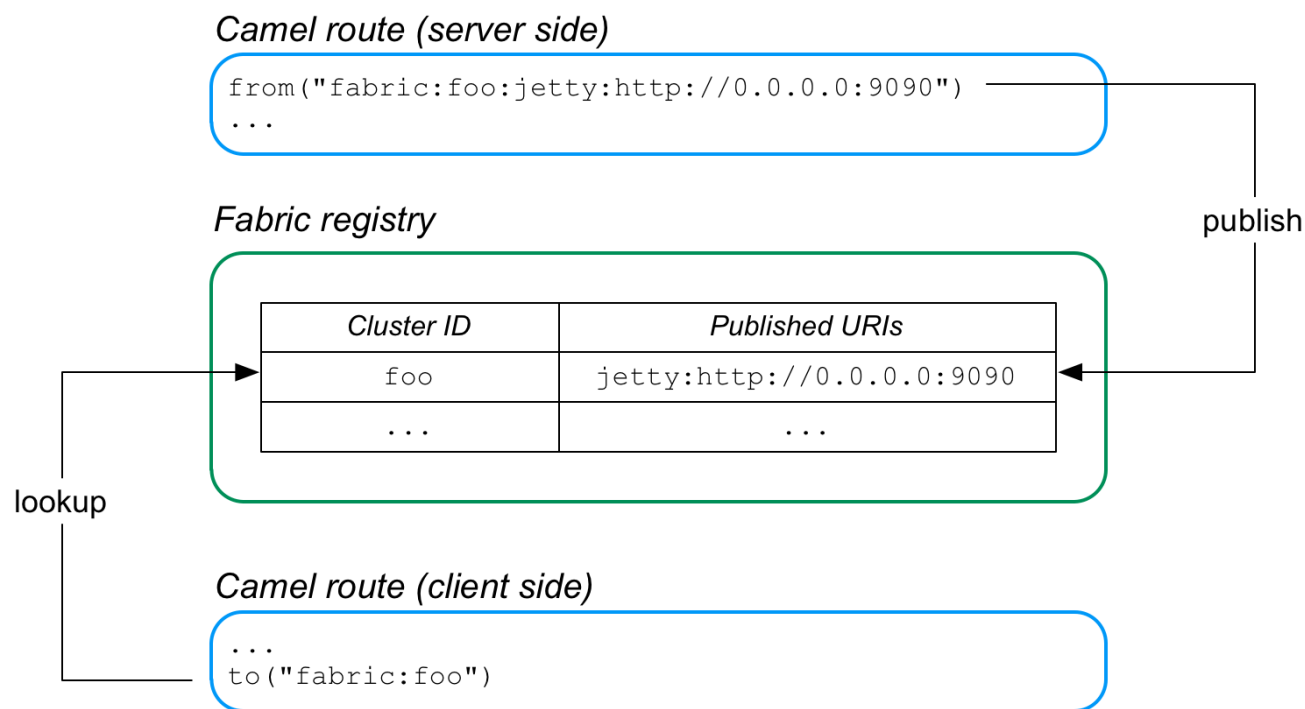 Camel route (server side)
from("fabric:foo:jetty:http://0.0.0.0:9090")
...
publish
Fabric registry
Cluster ID Published URIs
foo jetty:http://0.0.0.0:9090
... ...
lookup
Camel route (client side)
...
to("fabric:foo")